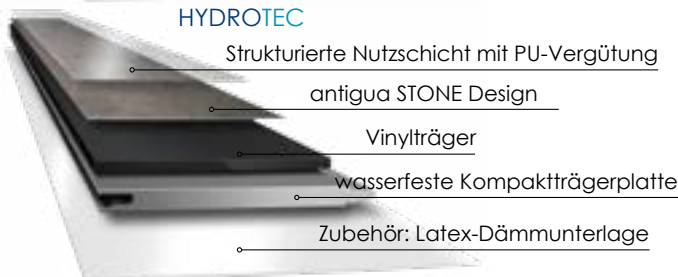 HYDROTEC
Strukturierte Nutzschicht mit PU-Vergütung
antigua STONE Design
Vinylträger
wasserfeste Kompaktträgerplatte
Zubehör: Latex-Dämmunterlage